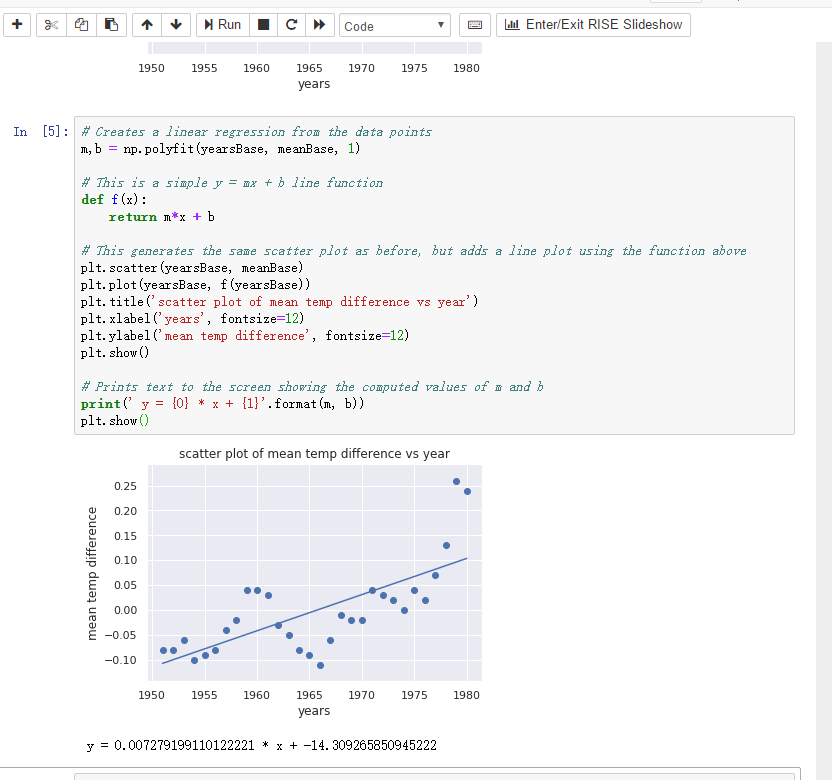 Run
Code
Enter/Exit RISE Slideshow
1950 1955 1960 1965 1970 1975 1980
years
In [5]:
# Creates a linear regression from the data points
m,b = np.polyfit(yearsBase, meanBase, 1)
# This is a simple y = mx + b line function
def f(x):
    return m*x + b
# This generates the same scatter plot as before, but adds a line plot using the function above
plt.scatter(yearsBase, meanBase)
plt.plot(yearsBase, f(yearsBase))
plt.title('scatter plot of mean temp difference vs year')
plt.xlabel('years', fontsize=12)
plt.ylabel('mean temp difference', fontsize=12)
plt.show()
# Prints text to the screen showing the computed values of m and b
print(' y = {0} * x + {1}'.format(m, b))
plt.show()
scatter plot of mean temp difference vs year
mean temp difference
0.25
0.20
0.15
0.10
0.05
0.00
−0.05
−0.10
1950 1955 1960 1965 1970 1975 1980
years
y = 0.007279199110122221 * x + -14.309265850945222